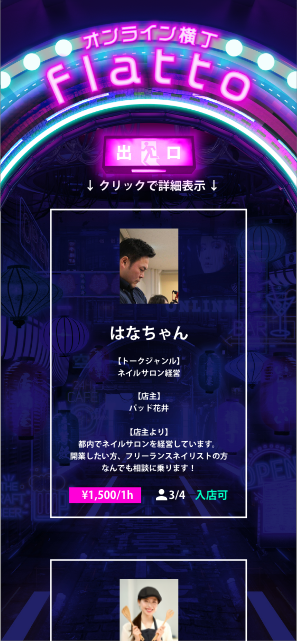 オンライン横丁
flatto
出口
↓ クリックで詳細表示 ↓
はなちゃん
【トークジャンル】
ネイルサロン経営
【店主】
バッド花井
【店主より】
都内でネイルサロンを経営しています。
開業したい方、フリーランスネイリストの方
なんでも相談に乗ります！
¥1,500/1h 3/4 入店可
OPEN